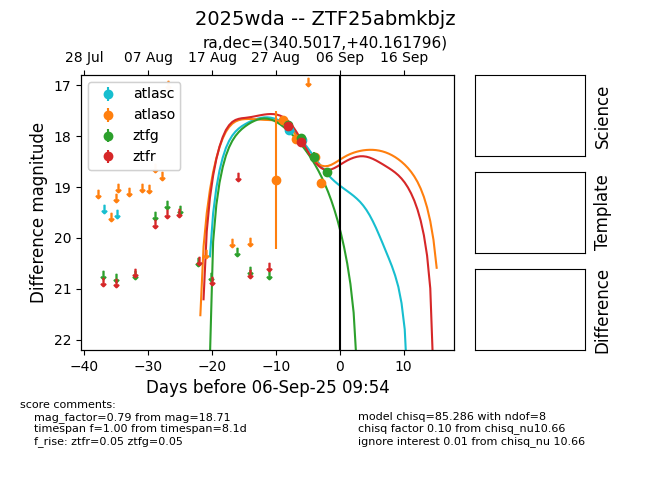 2025wda -- ZTF25abmkbjz
ra,dec=(340.5017,+40.161796)
28 Jul 07 Aug 17 Aug 27 Aug 06 Sep 16 Sep
atlasc
atlaso
ztfg
ztfr
17
18
19
20
21
22
Difference magnitude
−40 −30 −20 −10 0 10
Days before 06-Sep-25 09:54
Science
Template
Difference
score comments:
mag_factor=0.79 from mag=18.71
timespan f=1.00 from timespan=8.1d
f_rise: ztfr=0.05 ztfg=0.05
model chisq=85.286 with ndof=8
chisq factor 0.10 from chisq_nu10.66
ignore interest 0.01 from chisq_nu 10.66